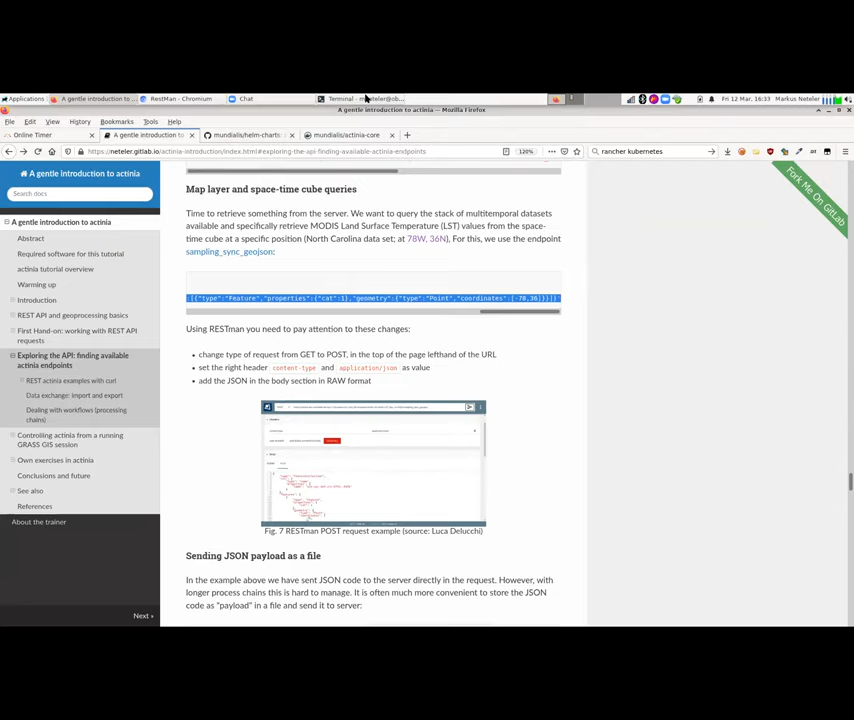 Applications
A gentle introduction to ac...
RestMan - Chromium
Chat
Fri 12 Mar, 16:33
Markus Neteler
A gentle introduction to actinia — Mozilla Firefox
File Edit View History Bookmarks Tools Help
Online Timer
A gentle introduction to
mundialis/helm-charts
mundialis/actinia-core
https://neteler.gitlab.io/actinia-introduction/index.html#exploring-the-api-finding-available-actinia-endpoints
120%
rancher kubernetes
A gentle introduction to actinia
Search docs
A gentle introduction to actinia
Abstract
Required software for this tutorial
actinia tutorial overview
Warming up
Introduction
REST API and geoprocessing basics
First Hand-on: working with REST API
requests
Exploring the API: finding available
actinia endpoints
REST actinia examples with curl
Data exchange: import and export
Dealing with workflows (processing
chains)
Controlling actinia from a running
GRASS GIS session
Own exercises in actinia
Conclusions and future
See also
References
About the trainer
Next »
Fork Me On GitLab
Map layer and space-time cube queries
Time to retrieve something from the server. We want to query the stack of multitemporal datasets
available and specifically retrieve MODIS Land Surface Temperature (LST) values from the space-
time cube at a specific position (North Carolina data set; at 78W, 36N), For this, we use the endpoint
sampling_sync_geojson:
[{"type":"Feature","properties":{"cat":1},"geometry":{"type":"Point","coordinates":[-78,36]}}]}'
Using RESTman you need to pay attention to these changes:
change type of request from GET to POST, in the top of the page lefthand of the URL
set the right header content-type and application/json as value
add the JSON in the body section in RAW format
Fig. 7 RESTman POST request example (source: Luca Delucchi)
Sending JSON payload as a file
In the example above we have sent JSON code to the server directly in the request. However, with
longer process chains this is hard to manage. It is often much more convenient to store the JSON
code as "payload" in a file and send it to server: